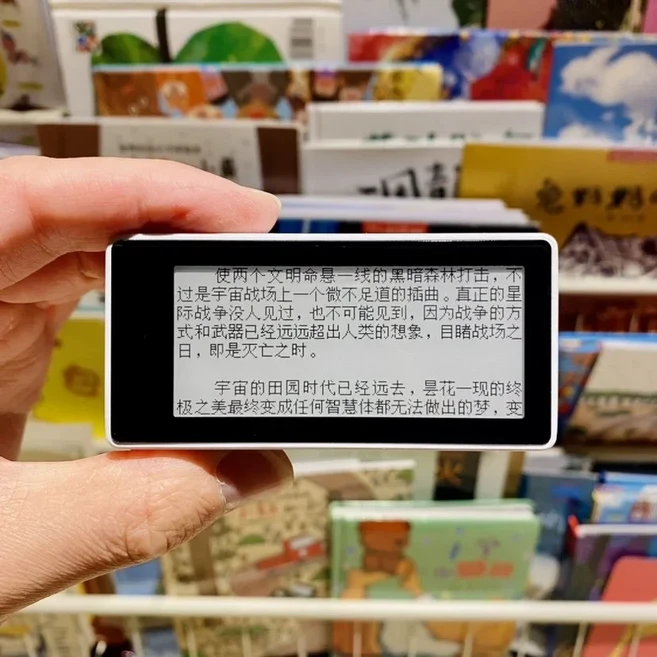 使两个文明命悬一线的黑暗森林打击，不
过是宇宙战场上一个微不足道的插曲。真正的星
际战争没人见过，也不可能见到，因为战争的方
式和武器已经远远超出人类的想象，目睹战场之
日，即是灭亡之时。
宇宙的田园时代已经远去，昙花一现的终
极之美最终变成任何智慧体都无法做出的梦，变